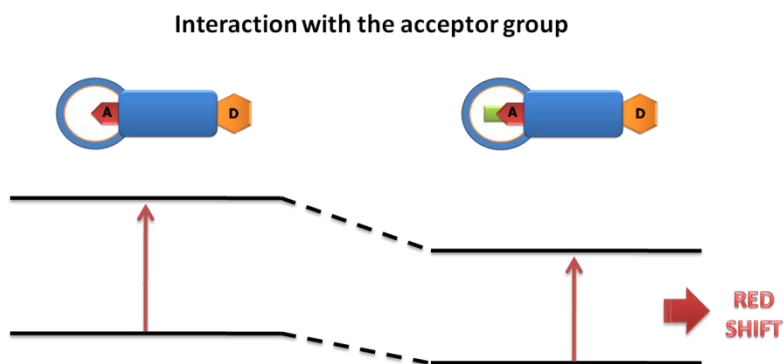 Interaction with the acceptor group
A D
A D
RED
SHIFT